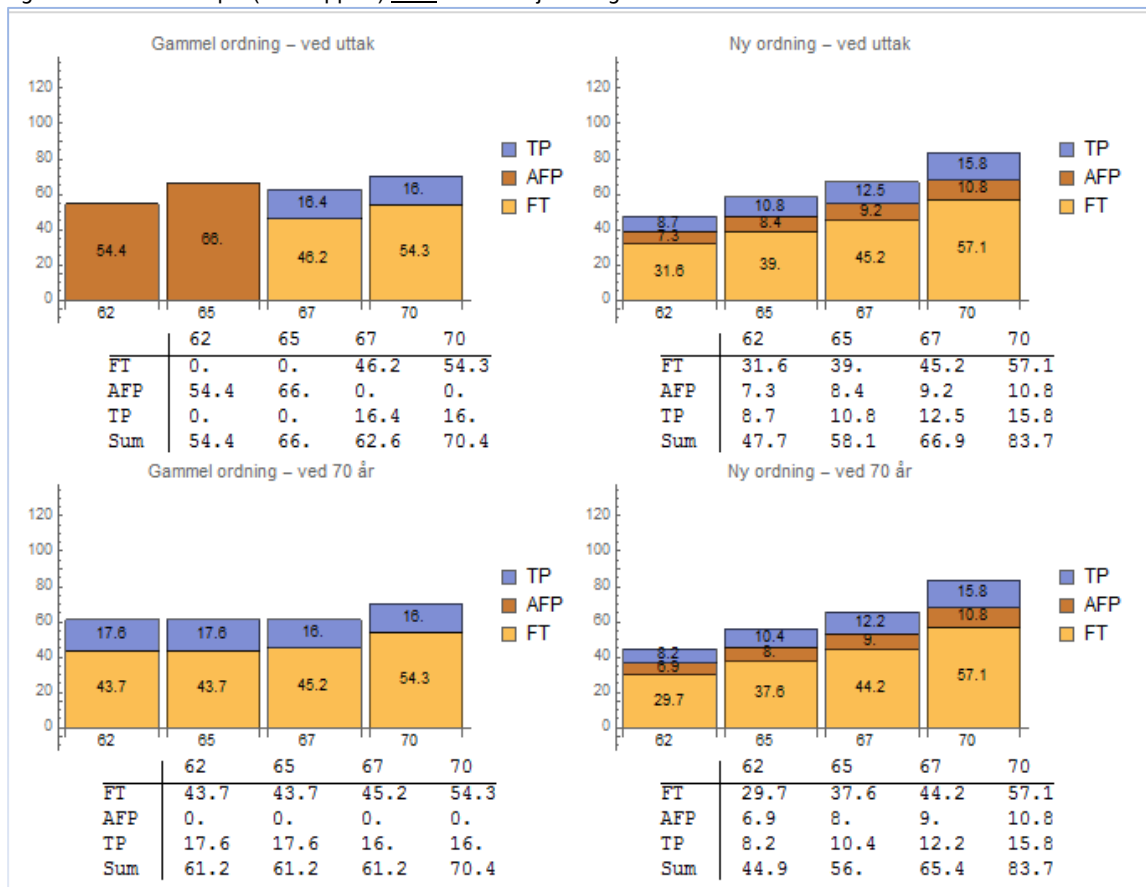 Gammel ordning – ved uttak
120
100
80
60
40
20
0
54.4
66.
16.4
46.2
16.
54.3
62 65 67 70
TP
AFP
FT
62 65 67 70
FT 0. 0. 46.2 54.3
AFP 54.4 66. 0. 0.
TP 0. 0. 16.4 16.
Sum 54.4 66. 62.6 70.4
Ny ordning – ved uttak
120
100
80
60
40
20
0
8.7
7.3
31.6
10.8
8.4
39.
12.5
9.2
45.2
15.8
10.8
57.1
62 65 67 70
TP
AFP
FT
62 65 67 70
FT 31.6 39. 45.2 57.1
AFP 7.3 8.4 9.2 10.8
TP 8.7 10.8 12.5 15.8
Sum 47.7 58.1 66.9 83.7
Gammel ordning – ved 70 år
120
100
80
60
40
20
0
17.6
43.7
17.6
43.7
16.
45.2
16.
54.3
62 65 67 70
TP
AFP
FT
62 65 67 70
FT 43.7 43.7 45.2 54.3
AFP 0. 0. 0. 0.
TP 17.6 17.6 16. 16.
Sum 61.2 61.2 61.2 70.4
Ny ordning – ved 70 år
120
100
80
60
40
20
0
8.2
6.9
29.7
10.4
8.
37.6
12.2
9.
44.2
15.8
10.8
57.1
62 65 67 70
TP
AFP
FT
62 65 67 70
FT 29.7 37.6 44.2 57.1
AFP 6.9 8. 9. 10.8
TP 8.2 10.4 12.2 15.8
Sum 44.9 56. 65.4 83.7